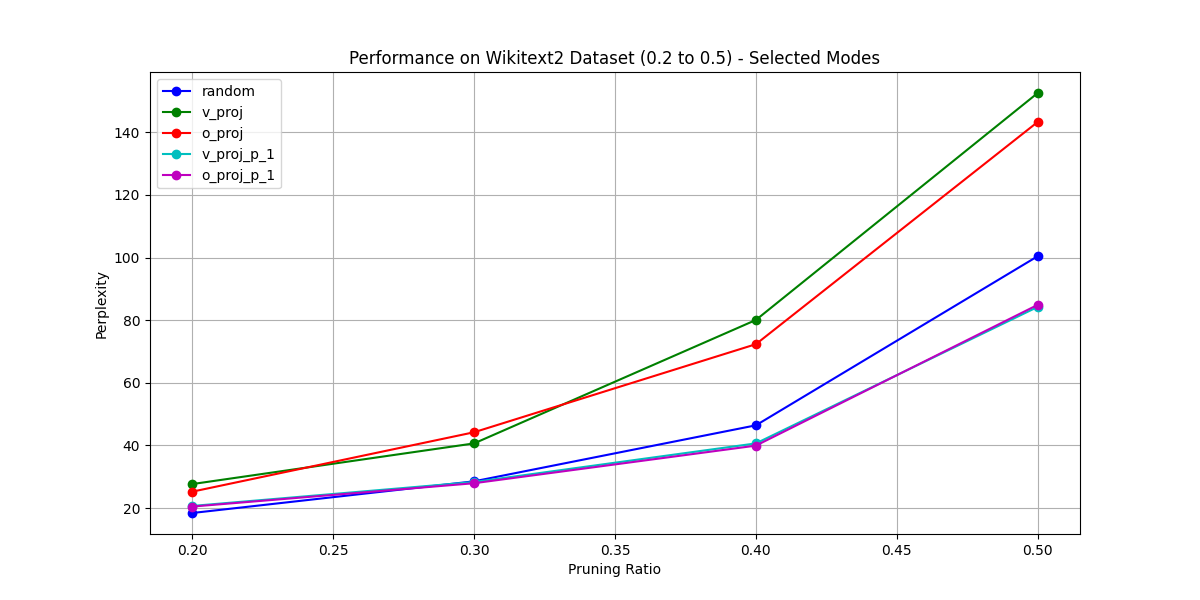 Performance on Wikitext2 Dataset (0.2 to 0.5) - Selected Modes
random
v_proj
o_proj
v_proj_p_1
o_proj_p_1
140
120
100
80
60
40
20
Perplexity
0.20 0.25 0.30 0.35 0.40 0.45 0.50
Pruning Ratio